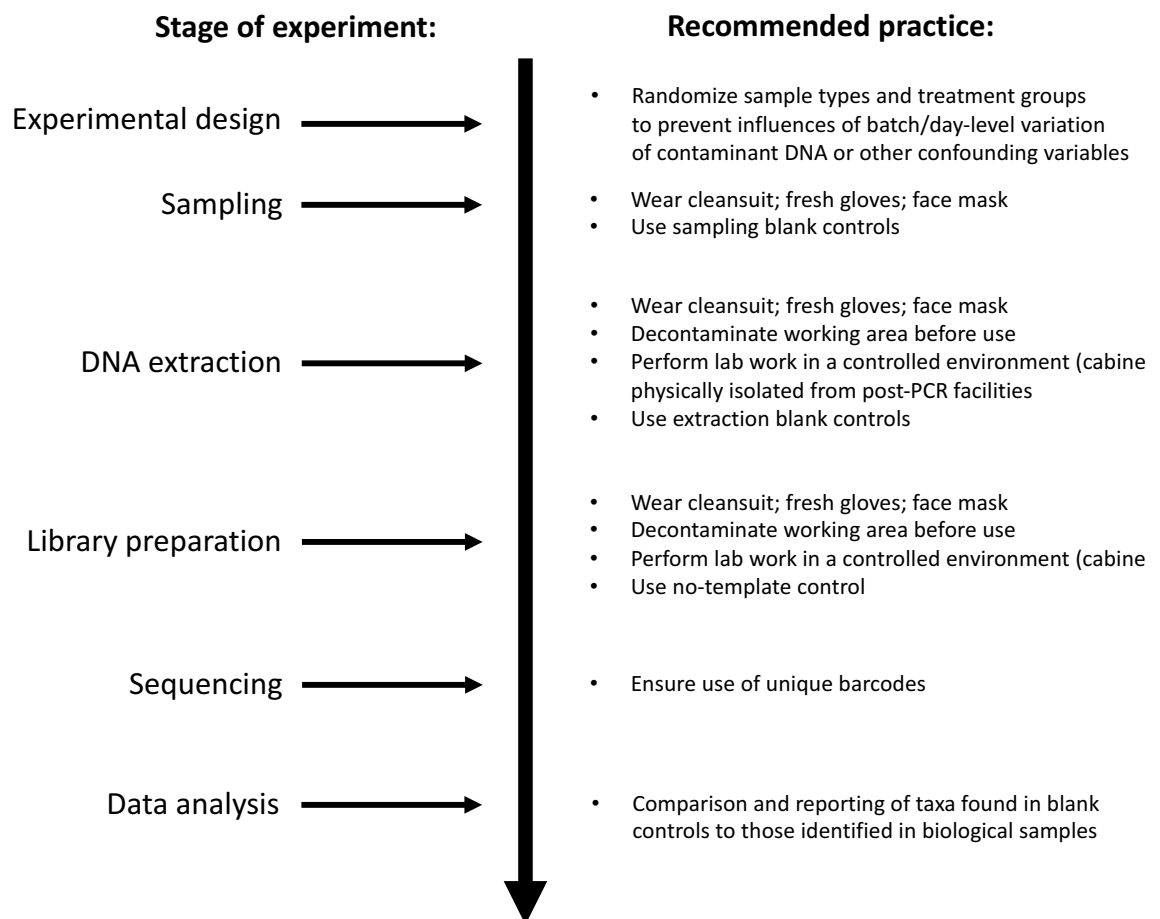 Stage of experiment:
Recommended practice:
Experimental design
• Randomize sample types and treatment groups
to prevent influences of batch/day-level variation
of contaminant DNA or other confounding variables
Sampling
• Wear cleansuit; fresh gloves; face mask
• Use sampling blank controls
DNA extraction
• Wear cleansuit; fresh gloves; face mask
• Decontaminate working area before use
• Perform lab work in a controlled environment (cabine
physically isolated from post-PCR facilities
• Use extraction blank controls
Library preparation
• Wear cleansuit; fresh gloves; face mask
• Decontaminate working area before use
• Perform lab work in a controlled environment (cabine
• Use no-template control
Sequencing
• Ensure use of unique barcodes
Data analysis
• Comparison and reporting of taxa found in blank
controls to those identified in biological samples